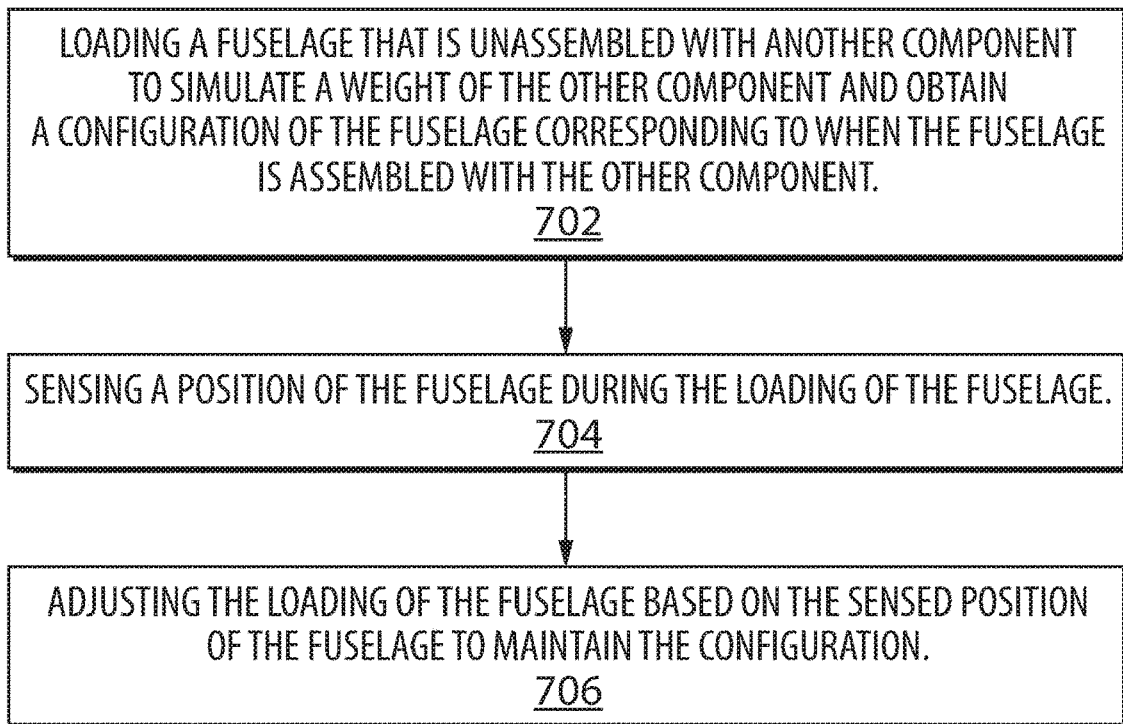 LOADING A FUSELAGE THAT IS UNASSEMBLED WITH ANOTHER COMPONENT
TO SIMULATE A WEIGHT OF THE OTHER COMPONENT AND OBTAIN
A CONFIGURATION OF THE FUSELAGE CORRESPONDING TO WHEN THE FUSELAGE
IS ASSEMBLED WITH THE OTHER COMPONENT.
702
SENSING A POSITION OF THE FUSELAGE DURING THE LOADING OF THE FUSELAGE.
704
ADJUSTING THE LOADING OF THE FUSELAGE BASED ON THE SENSED POSITION
OF THE FUSELAGE TO MAINTAIN THE CONFIGURATION.
706